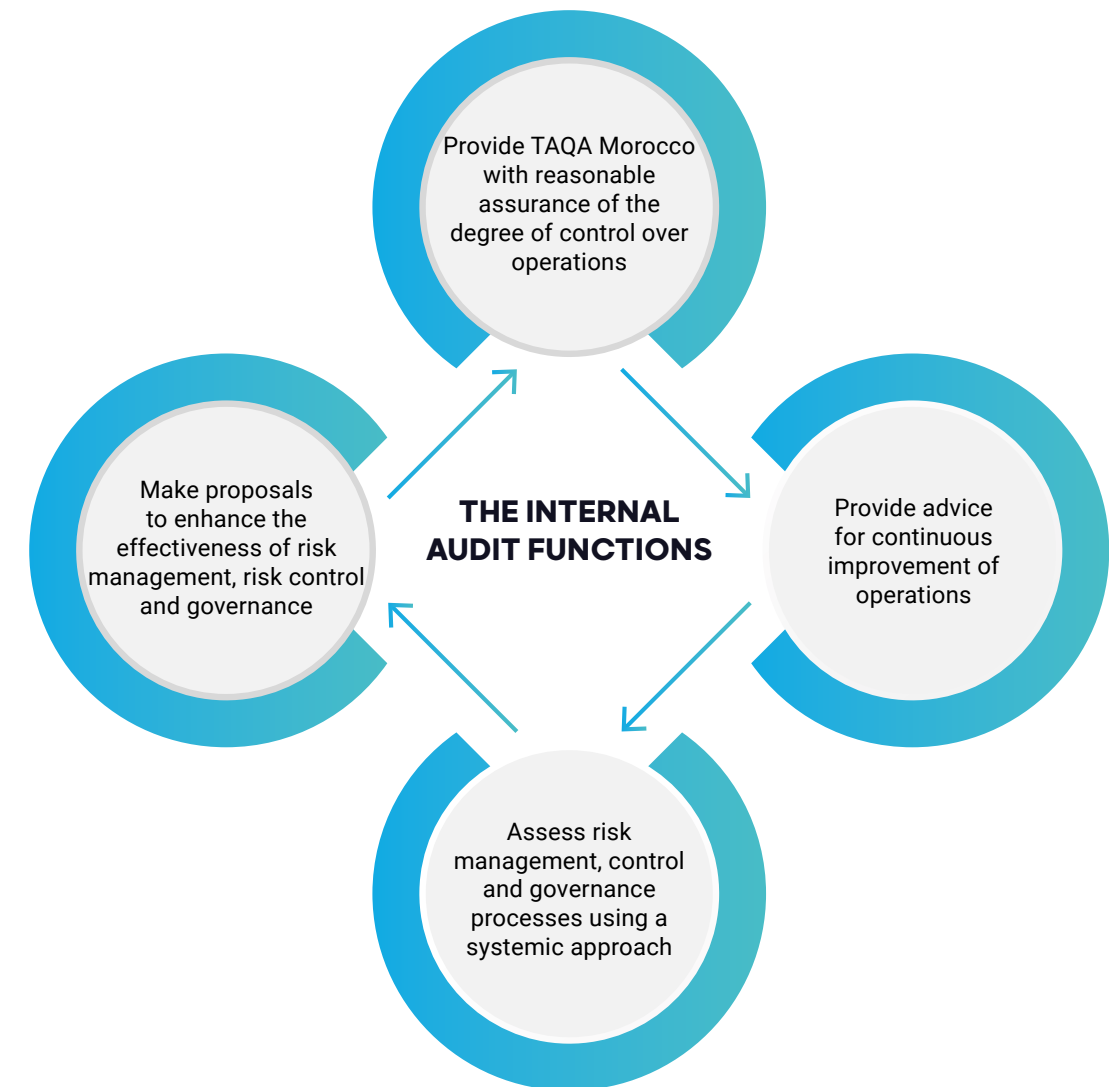 Provide TAQA Morocco
with reasonable
assurance of the
degree of control over
operations
Make proposals
to enhance the
effectiveness of risk
management, risk control
and governance
THE INTERNAL
AUDIT FUNCTIONS
Provide advice
for continuous
improvement of
operations
Assess risk
management, control
and governance
processes using a
systemic approach